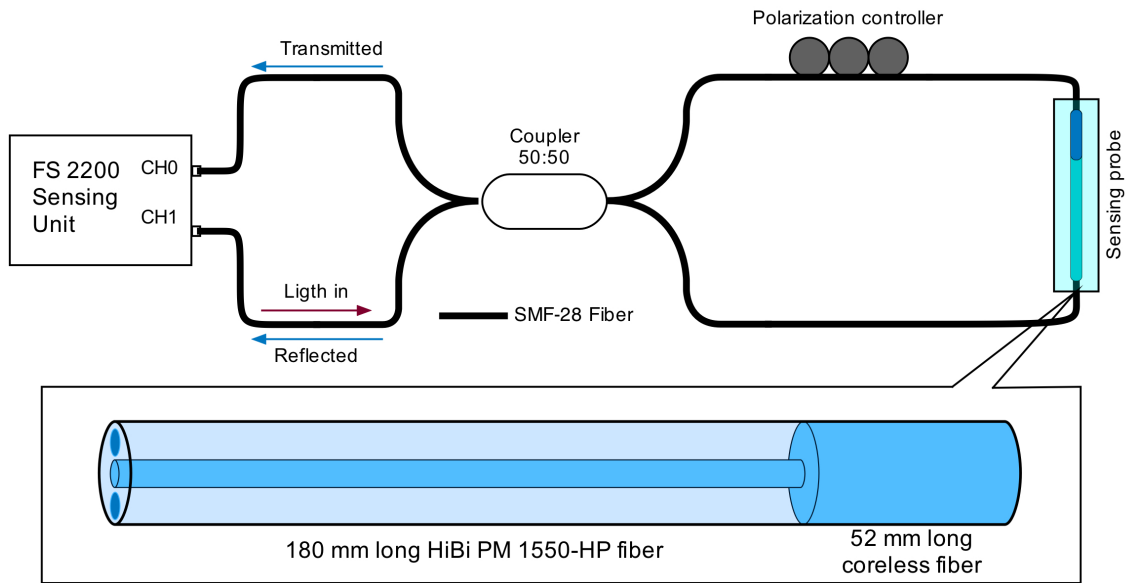 Polarization controller
Transmitted
Coupler
50:50
FS 2200
Sensing
Unit
CH0
CH1
Sensing probe
Ligth in
SMF-28 Fiber
Reflected
180 mm long HiBi PM 1550-HP fiber
52 mm long
coreless fiber